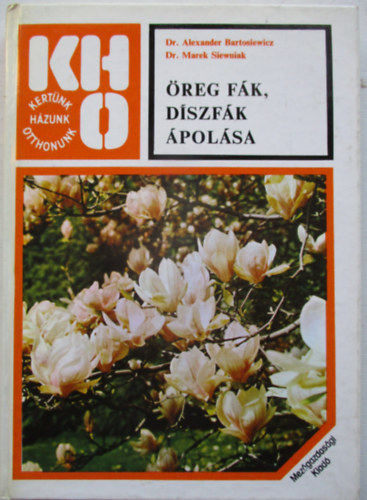 KH
O
KERTÜNK
HÁZUNK
OTTHONUNK
Dr. Alexander Bartosiewicz
Dr. Marek Siewniak
ÖREG FÁK,
DÍSZFÁK
ÁPOLÁSA
Mezőgazdasági
Kiadó